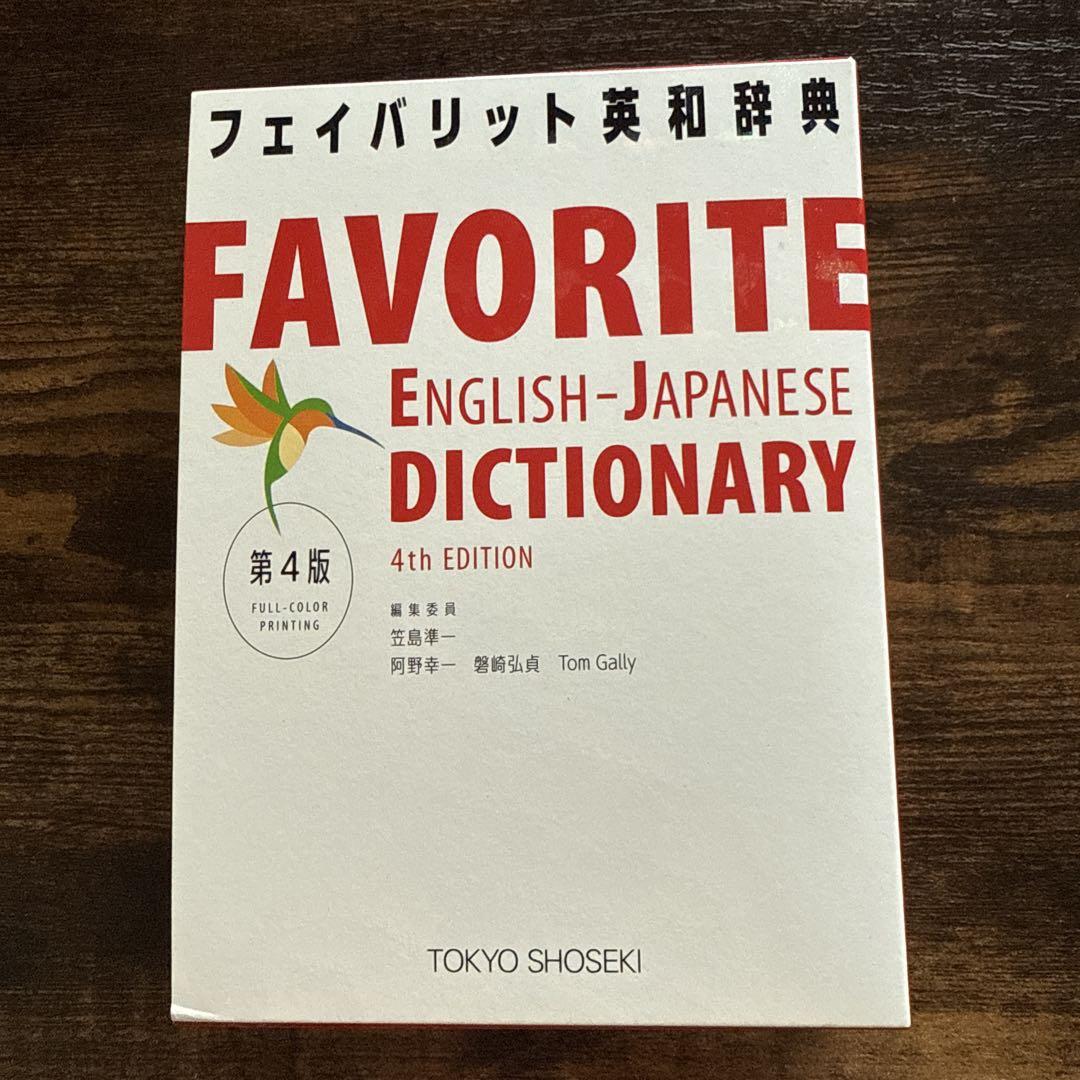 フェイバリット英和辞典
FAVORITE
ENGLISH–JAPANESE
DICTIONARY
4th EDITION
第4版
FULL-COLOR
PRINTING
編集委員
笠島準一
阿野幸一 磐崎弘貞 Tom Gally
TOKYO SHOSEKI